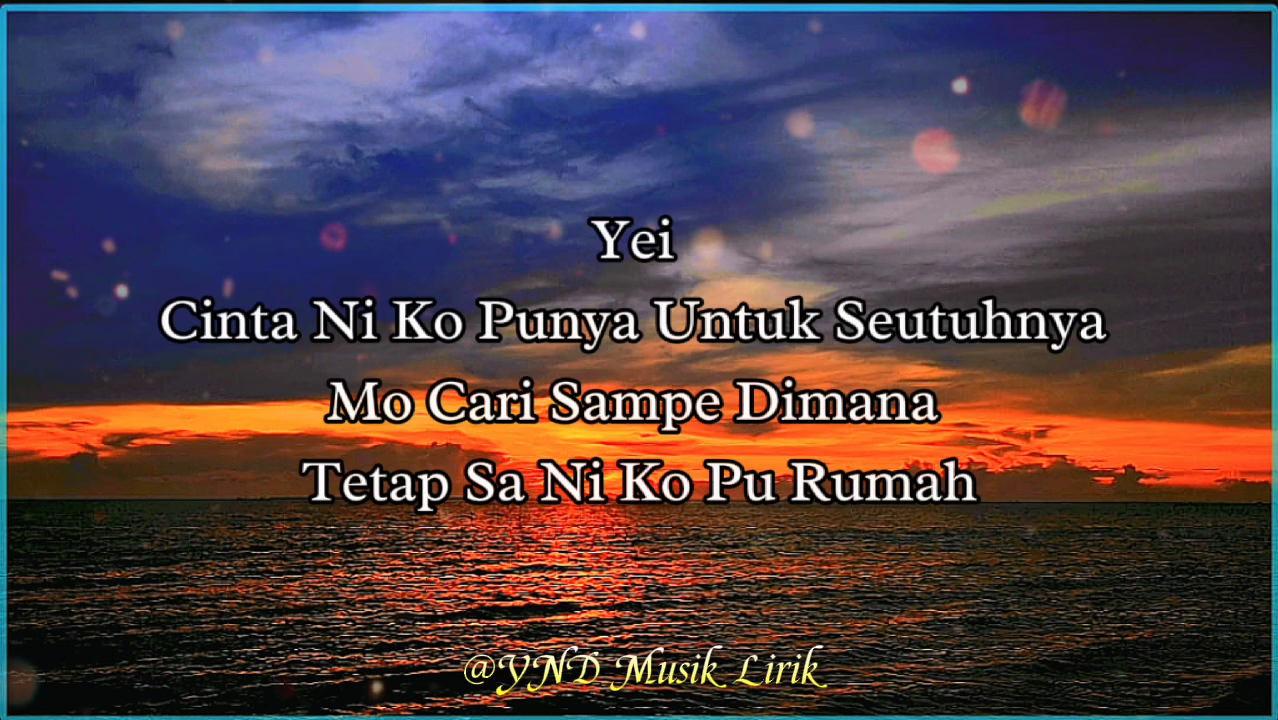 Yei
Cinta Ni Ko Punya Untuk Seutuhnya
Mo Cari Sampe Dimana
Tetap Sa Ni Ko Pu Rumah
@YND Musik Lirik